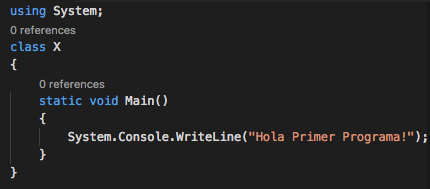 using System;
0 references
class X
{
0 references
static void Main()
{
System.Console.WriteLine("Hola Primer Programa!");
}
}